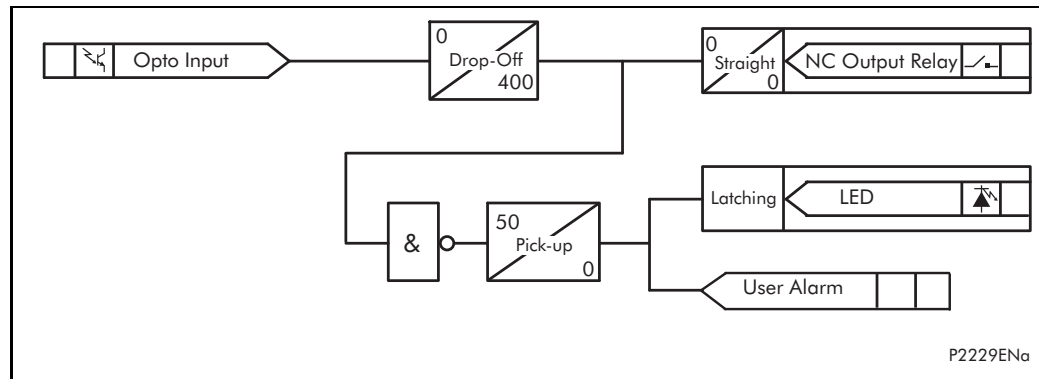 Opto Input
0
Drop-Off
400
0
Straight
0
NC Output Relay
&
50
Pick-up
0
Latching
LED
User Alarm
P2229ENa